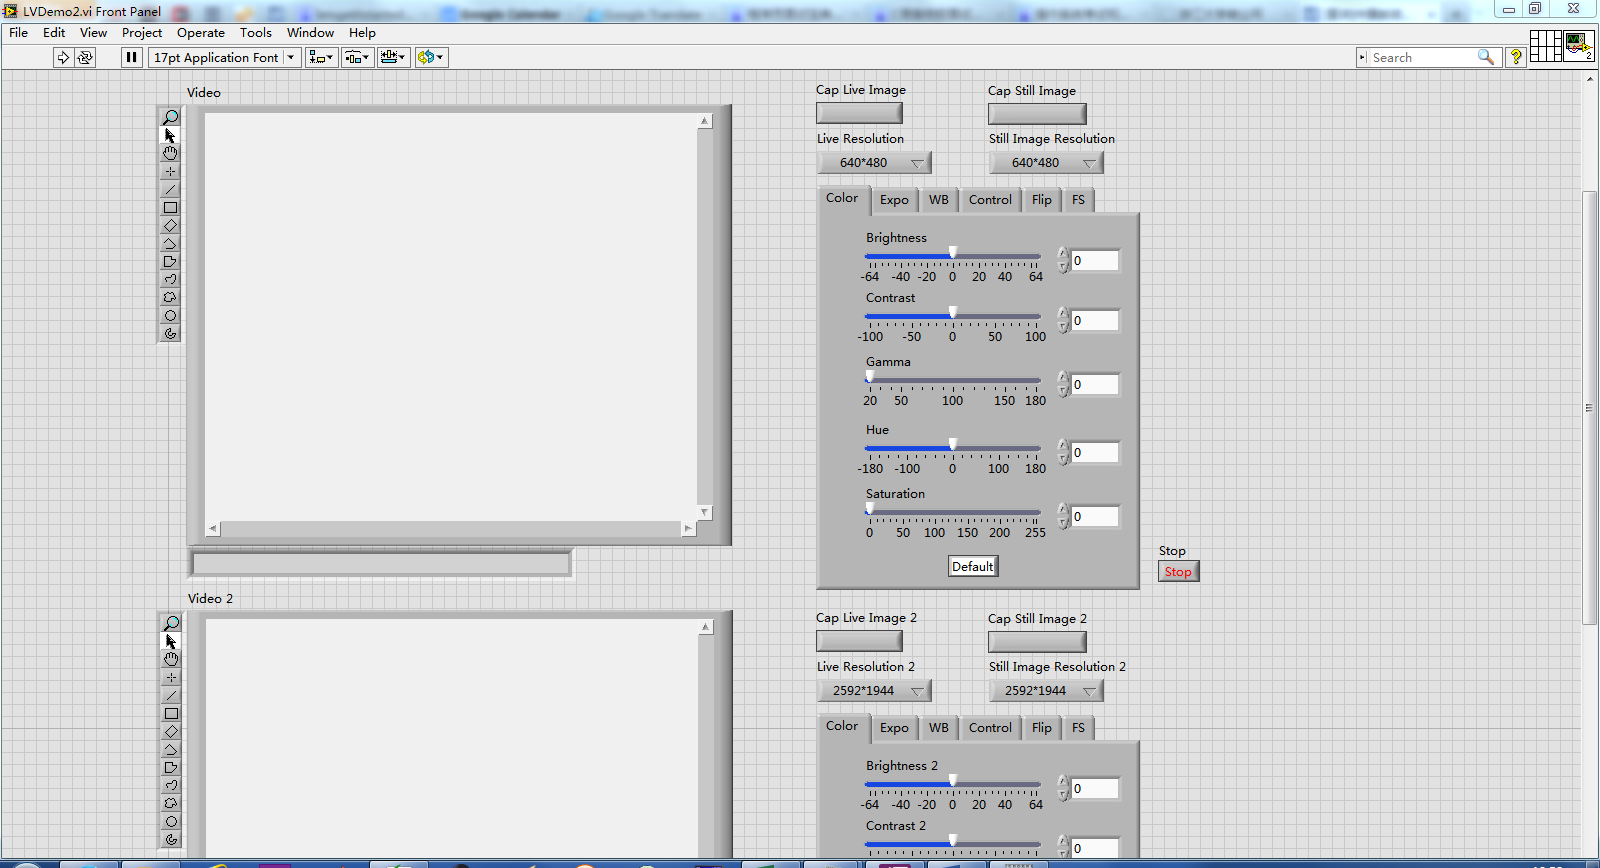 LVDemo2.vi Front Panel
File Edit View Project Operate Tools Window Help
17pt Application Font
Search
?
2
Video
Cap Live Image
Cap Still Image
Live Resolution
Still Image Resolution
640*480
640*480
Color Expo WB Control Flip FS
Brightness
0
-64 -40 -20 0 20 40 64
Contrast
0
-100 -50 0 50 100
Gamma
0
20 50 100 150 180
Hue
0
-180 -100 0 100 180
Saturation
0
0 50 100 150 200 255
Default
Stop
Stop
Video 2
Cap Live Image 2
Cap Still Image 2
Live Resolution 2
Still Image Resolution 2
2592*1944
2592*1944
Color Expo WB Control Flip FS
Brightness 2
0
-64 -40 -20 0 20 40 64
Contrast 2
0